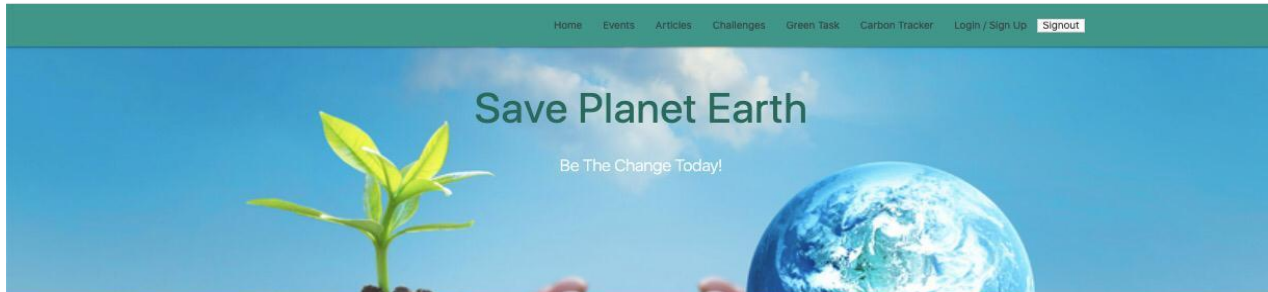 Home Events Articles Challenges Green Task Carbon Tracker Login / Sign Up Signout
Save Planet Earth
Be The Change Today!